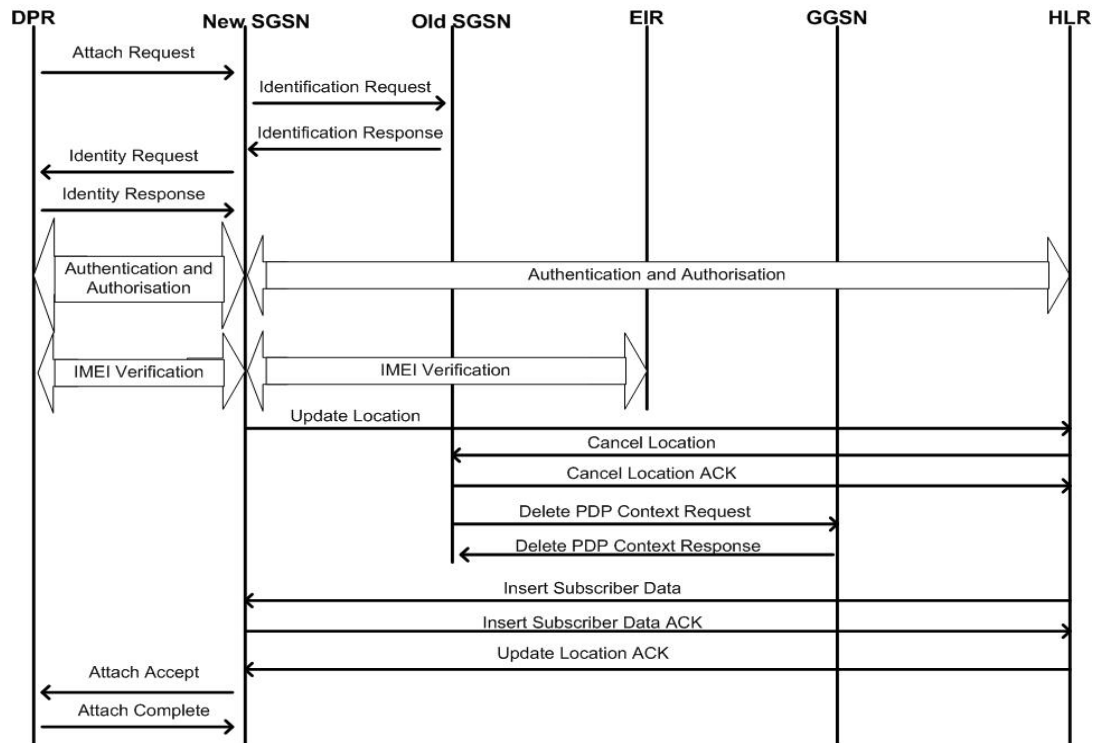 DPR
New SGSN
Old SGSN
EIR
GGSN
HLR
Attach Request
Identification Request
Identification Response
Identity Request
Identity Response
Authentication and
Authorisation
Authentication and Authorisation
IMEI Verification
IMEI Verification
Update Location
Cancel Location
Cancel Location ACK
Delete PDP Context Request
Delete PDP Context Response
Insert Subscriber Data
Insert Subscriber Data ACK
Update Location ACK
Attach Accept
Attach Complete